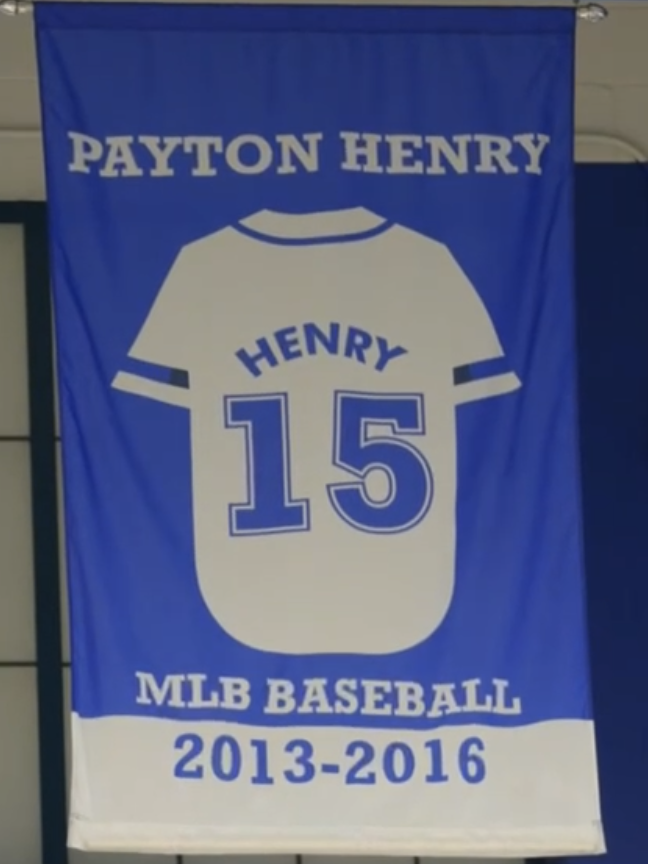 PAYTON HENRY
HENRY
15
MLB BASEBALL
2013-2016